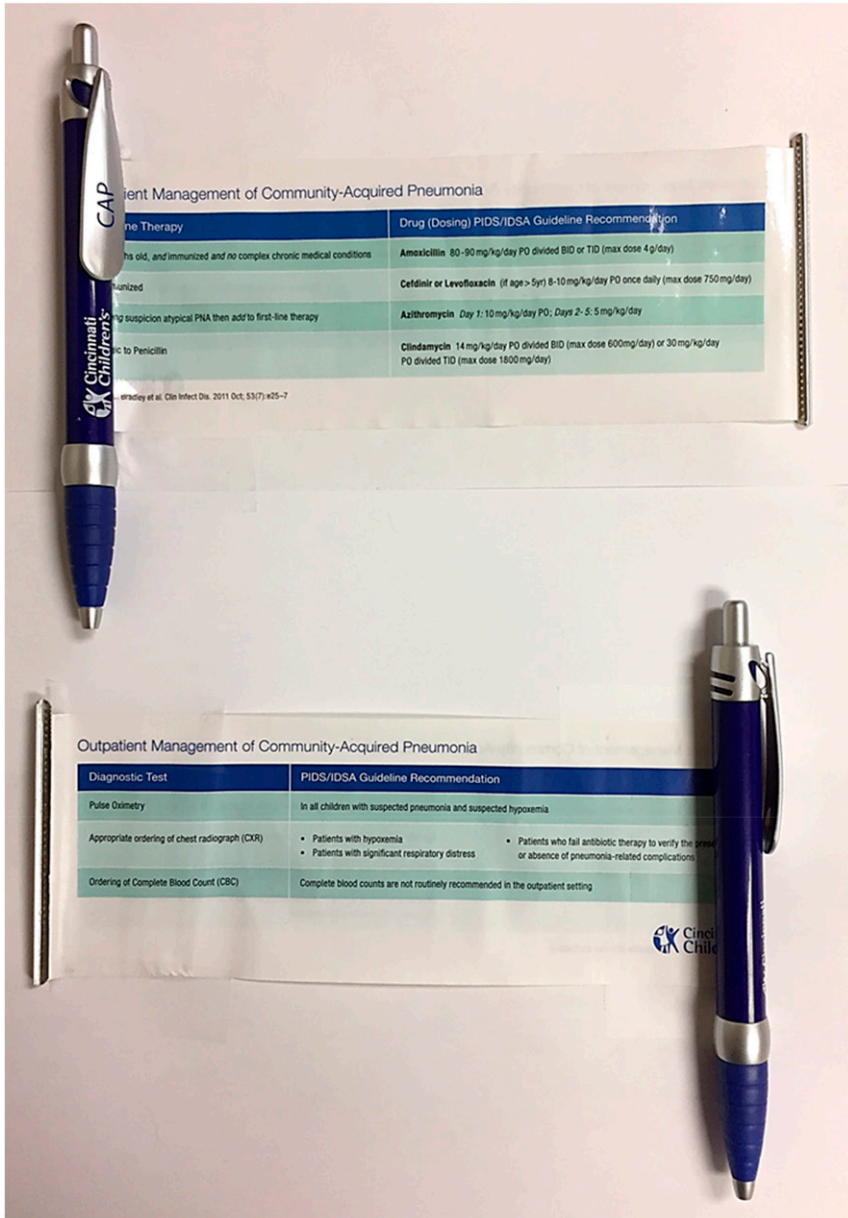 CAP
Cincinnati
Children's
ient Management of Community-Acquired Pneumonia
ne Therapy
Drug (Dosing) PIDS/IDSA Guideline Recommendation
hs old, and immunized and no complex chronic medical conditions
Amoxicillin 80-90 mg/kg/day PO divided BID or TID (max dose 4 g/day)
unized
Cefdinir or Levofloxacin (if age > 5yr) 8-10 mg/kg/day PO once daily (max dose 750 mg/day)
ng suspicion atypical PNA then add to first-line therapy
Azithromycin Day 1: 10 mg/kg/day PO; Days 2- 5: 5 mg/kg/day
ic to Penicillin
Clindamycin 14 mg/kg/day PO divided BID (max dose 600mg/day) or 30 mg/kg/day
PO divided TID (max dose 1800 mg/day)
Bradley et al. Clin Infect Dis. 2011 Oct; 53(7):e25-7
Outpatient Management of Community-Acquired Pneumonia
Diagnostic Test
PIDS/IDSA Guideline Recommendation
Pulse Oximetry
In all children with suspected pneumonia and suspected hypoxemia
Appropriate ordering of chest radiograph (CXR)
• Patients with hypoxemia
• Patients with significant respiratory distress
• Patients who fail antibiotic therapy to verify the prese
or absence of pneumonia-related complications
Ordering of Complete Blood Count (CBC)
Complete blood counts are not routinely recommended in the outpatient setting
Cinci
Chil